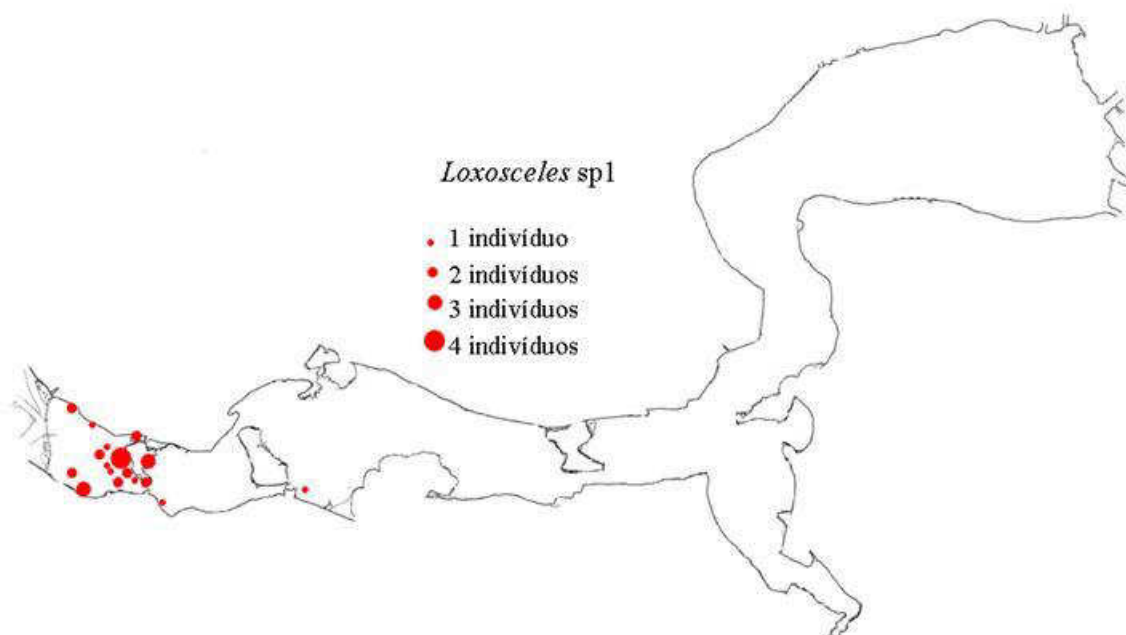 Loxosceles sp1
1 indivíduo
2 indivíduos
3 indivíduos
4 indivíduos